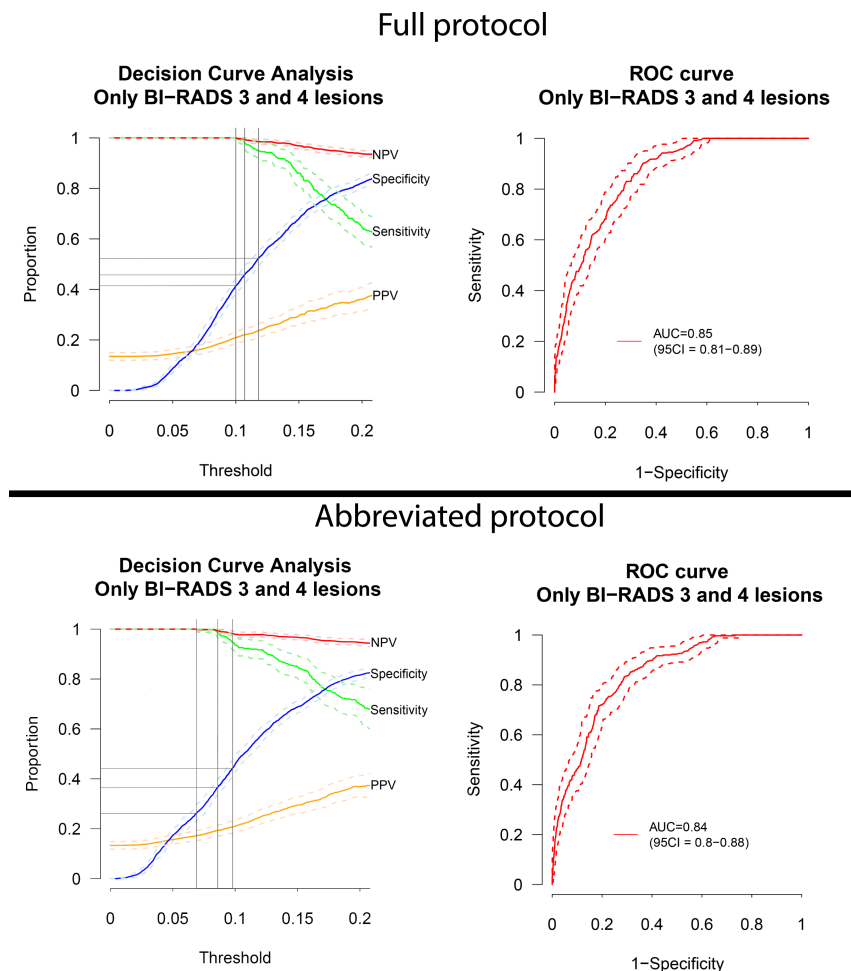 Full protocol
Decision Curve Analysis
Only BI−RADS 3 and 4 lesions
1
0.8
0.6
0.4
0.2
0
Proportion
NPV
Specificity
Sensitivity
PPV
0 0.05 0.1 0.15 0.2
Threshold
ROC curve
Only BI−RADS 3 and 4 lesions
1
0.8
0.6
0.4
0.2
0
Sensitivity
AUC=0.85
(95CI = 0.81−0.89)
0 0.2 0.4 0.6 0.8 1
1−Specificity
Abbreviated protocol
Decision Curve Analysis
Only BI−RADS 3 and 4 lesions
1
0.8
0.6
0.4
0.2
0
Proportion
NPV
Specificity
Sensitivity
PPV
0 0.05 0.1 0.15 0.2
Threshold
ROC curve
Only BI−RADS 3 and 4 lesions
1
0.8
0.6
0.4
0.2
0
Sensitivity
AUC=0.84
(95CI = 0.8−0.88)
0 0.2 0.4 0.6 0.8 1
1−Specificity